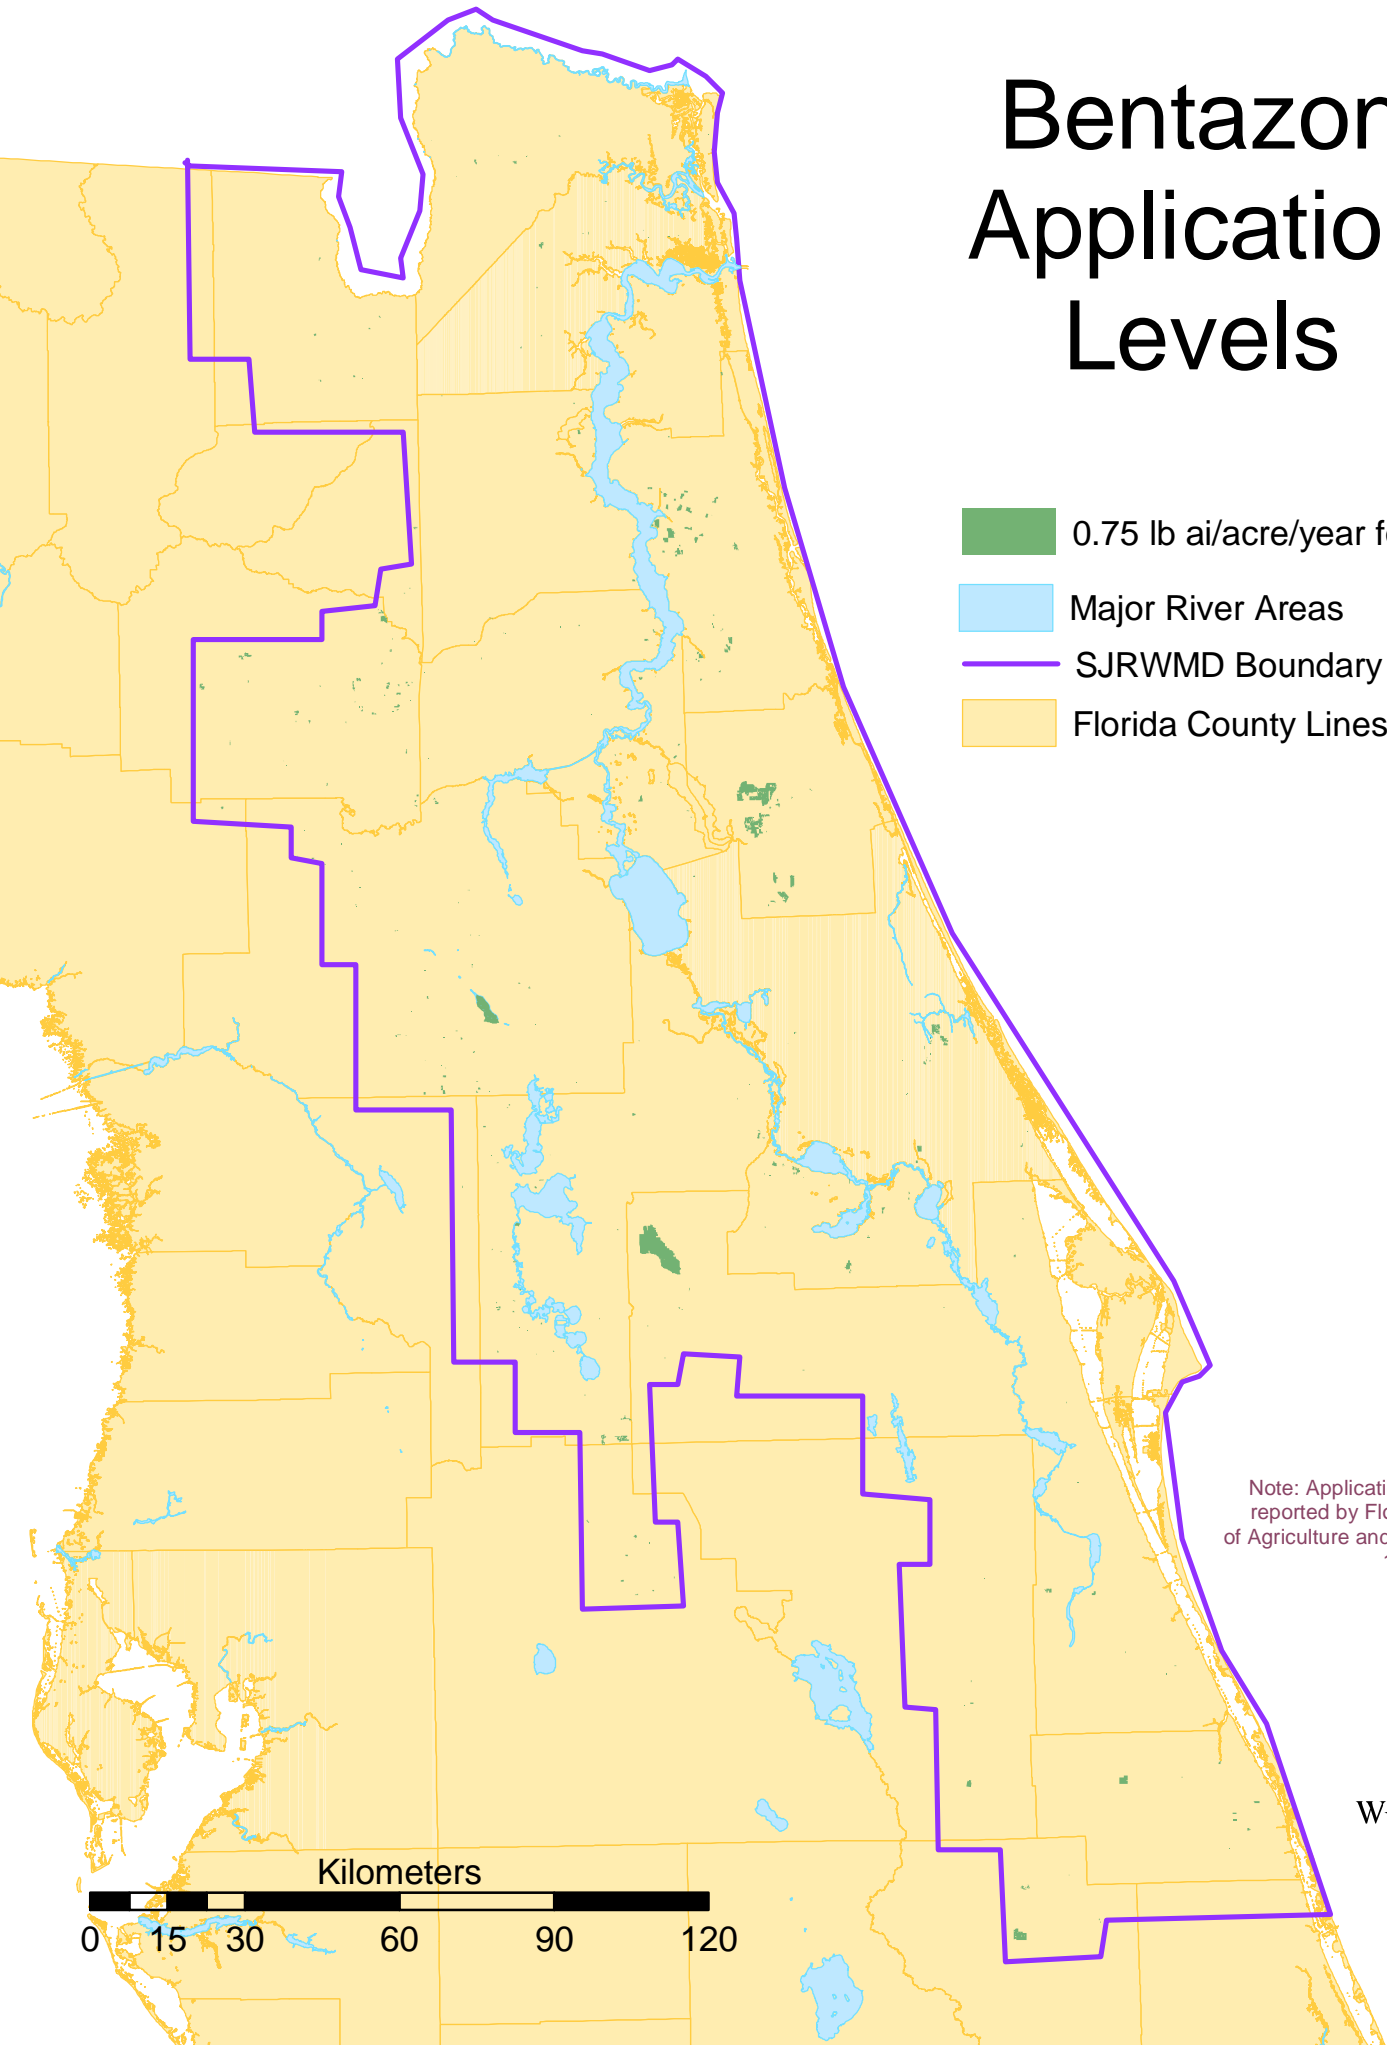 Bentazon
Applicatio
Levels
0.75 lb ai/acre/year f
Major River Areas
SJRWMD Boundary
Florida County Lines
Note: Applicati
reported by Flo
of Agriculture and
W
Kilometers
0 15 30 60 90 120